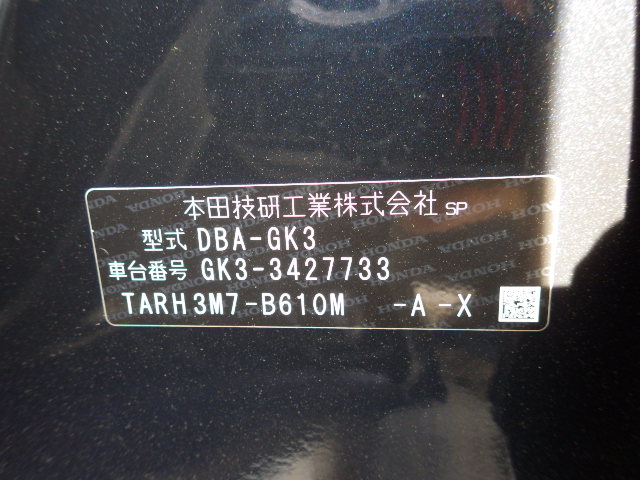 本田技研工業株式会社 SP
型式 DBA-GK3
車台番号 GK3-3427733
TARH3M7-B610M -A -X